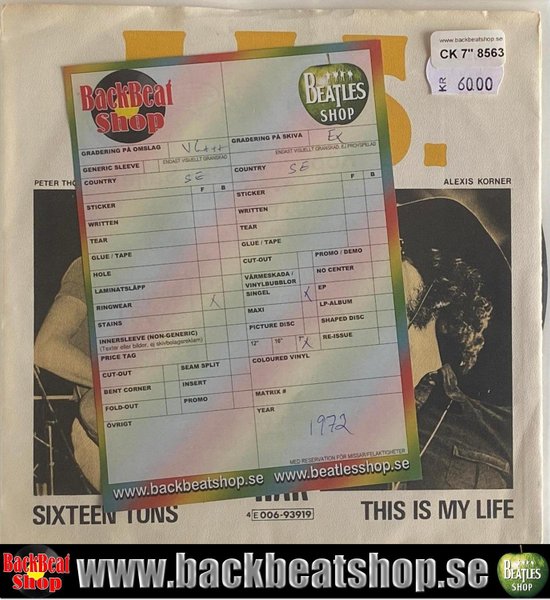 www.backbeatshop.se
CK 7" 8563
KR 6000
BackBeat
Shop
BEATLES
SHOP
GRADERING PÅ OMSLAG VG+++
ENDAST VISUELLT GRANSKAD
GRADERING PÅ SKIVA Ex
ENDAST VISUELLT GRANSKAD, EJ PROVSPELAD
GENERIC SLEEVE
COUNTRY SE
F B
STICKER
WRITTEN
TEAR
GLUE / TAPE
HOLE
LAMINATSLÄPP
RINGWEAR X
STAINS
INNERSLEEVE (NON-GENERIC)
(Texter eller bilder, ej skivbolagsreklam)
PRICE TAG
CUT-OUT
SEAM SPLIT
BENT CORNER
INSERT
FOLD-OUT
PROMO
ÖVRIGT
COUNTRY SE
F B
STICKER
WRITTEN
TEAR
GLUE / TAPE
CUT-OUT
PROMO / DEMO
VÄRMESKADA /
VINYLBUBBLOR
NO CENTER
SINGEL X
EP
MAXI
LP-ALBUM
PICTURE DISC
SHAPED DISC
12" 10" 7" X
RE-ISSUE
COLOURED VINYL
MATRIX #
YEAR
1972
MED RESERVATION FÖR MISSAR/FELAKTIGHETER
www.backbeatshop.se www.beatlesshop.se
PETER THO
ALEXIS KORNER
SIXTEEN TONS
4E 006-93919
THIS IS MY LIFE
BackBeat
Shop
www.backbeatshop.se
BEATLES
SHOP